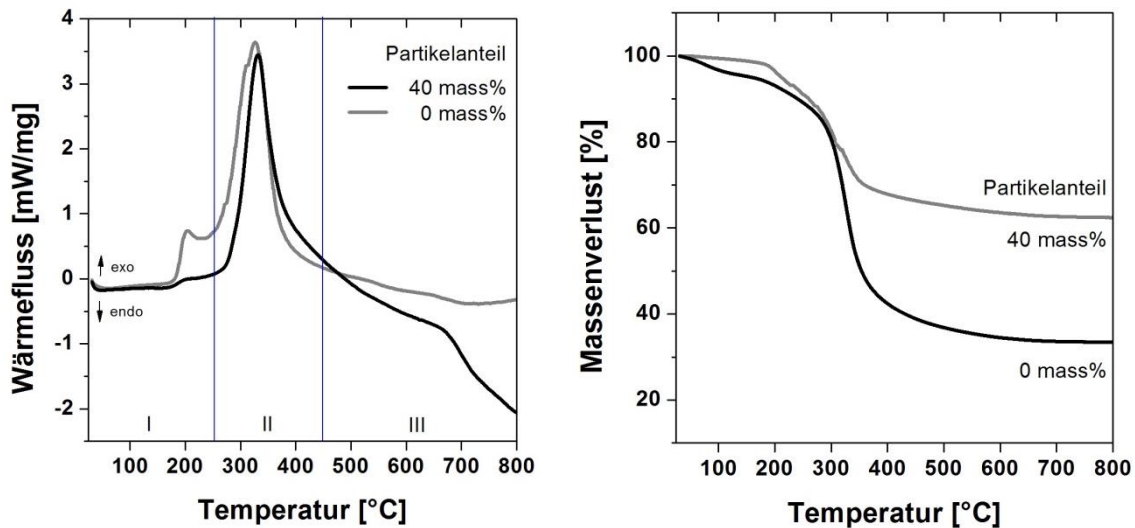 Wärmefluss [mW/mg]
4
3
2
1
0
-1
-2
Partikelanteil
40 mass%
0 mass%
exo
endo
I II III
100 200 300 400 500 600 700 800
Temperatur [°C]
Massenverlust [%]
100
80
60
40
20
Partikelanteil
40 mass%
0 mass%
100 200 300 400 500 600 700 800
Temperatur [°C]